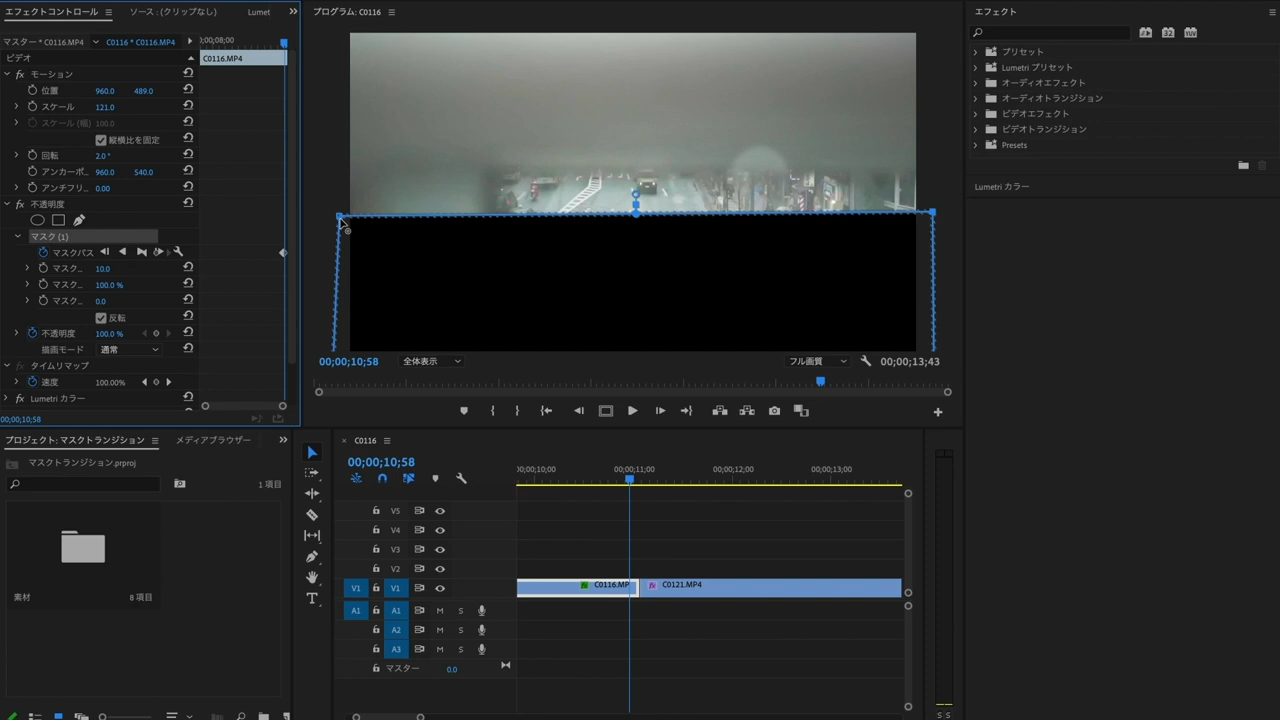 エフェクトコントロール
ソース : (クリップなし)
Lumet
マスター * C0116.MP4
C0116 * C0116.MP4
;00;08;00
ビデオ
C0116.MP4
fx モーション
位置 960.0 489.0
スケール 121.0
スケール (幅) 100.0
縦横比を固定
回転 2.0 °
アンカーポ.. 960.0 540.0
アンチフリ... 0.00
fx 不透明度
マスク (1)
マスクパス
マスク... 10.0
マスク... 100.0 %
マスク... 0.0
反転
不透明度 100.0 %
描画モード 通常
fx タイムリマップ
速度 100.00%
fx Lumetri カラー
00;00;10;58
プログラム: C0116
00;00;10;58
全体表示
フル画質
00;00;13;43
エフェクト
32
YUV
プリセット
Lumetri プリセット
オーディオエフェクト
オーディオトランジション
ビデオエフェクト
ビデオトランジション
Presets
Lumetri カラー
プロジェクト: マスクトランジション
メディアブラウザー
マスクトランジション.prproj
1 項目
素材
8 項目
× C0116
00;00;10;58
00;00;10;00
00;00;11;00
00;00;12;00
00;00;13;00
V5
V4
V3
V2
V1 V1
fx C0116.MP
fx C0121.MP4
A1 A1 M S
A2 M S
A3 M S
マスター 0.0
S S